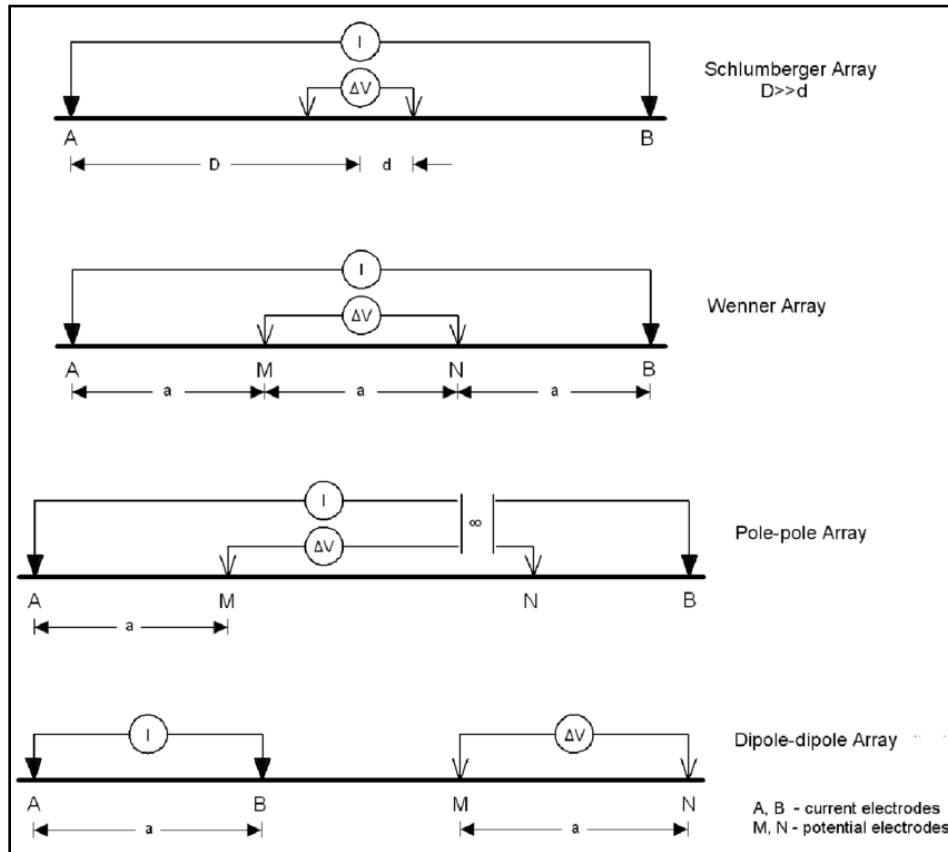 I
Schlumberger Array
ΔV
D>>d
A
B
D
d
I
ΔV
Wenner Array
A
M
N
B
a
a
a
I
∞
Pole-pole Array
ΔV
A
M
N
B
a
I
ΔV
Dipole-dipole Array
A
B
M
N
a
a
A, B - current electrodes
M, N - potential electrodes